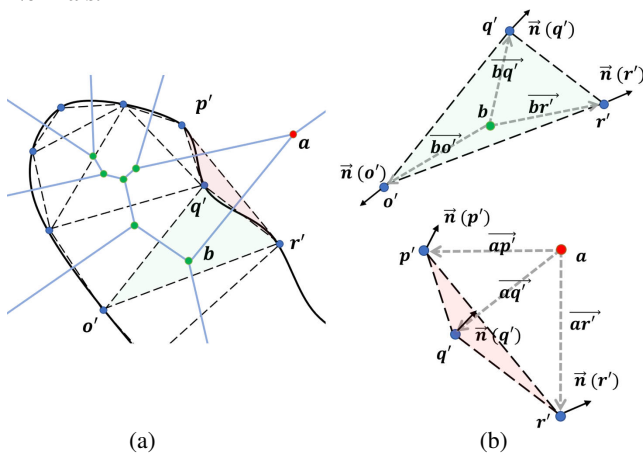 q′
n⃗ (q′)
bq′
n⃗ (r′)
p′
a
b
br′
r′
bo′
n⃗ (o′)
o′
q′
r′
b
o′
n⃗ (p′)
p′
ap′
a
aq′
ar′
n⃗ (q′)
q′
n⃗ (r′)
r′
(a)
(b)